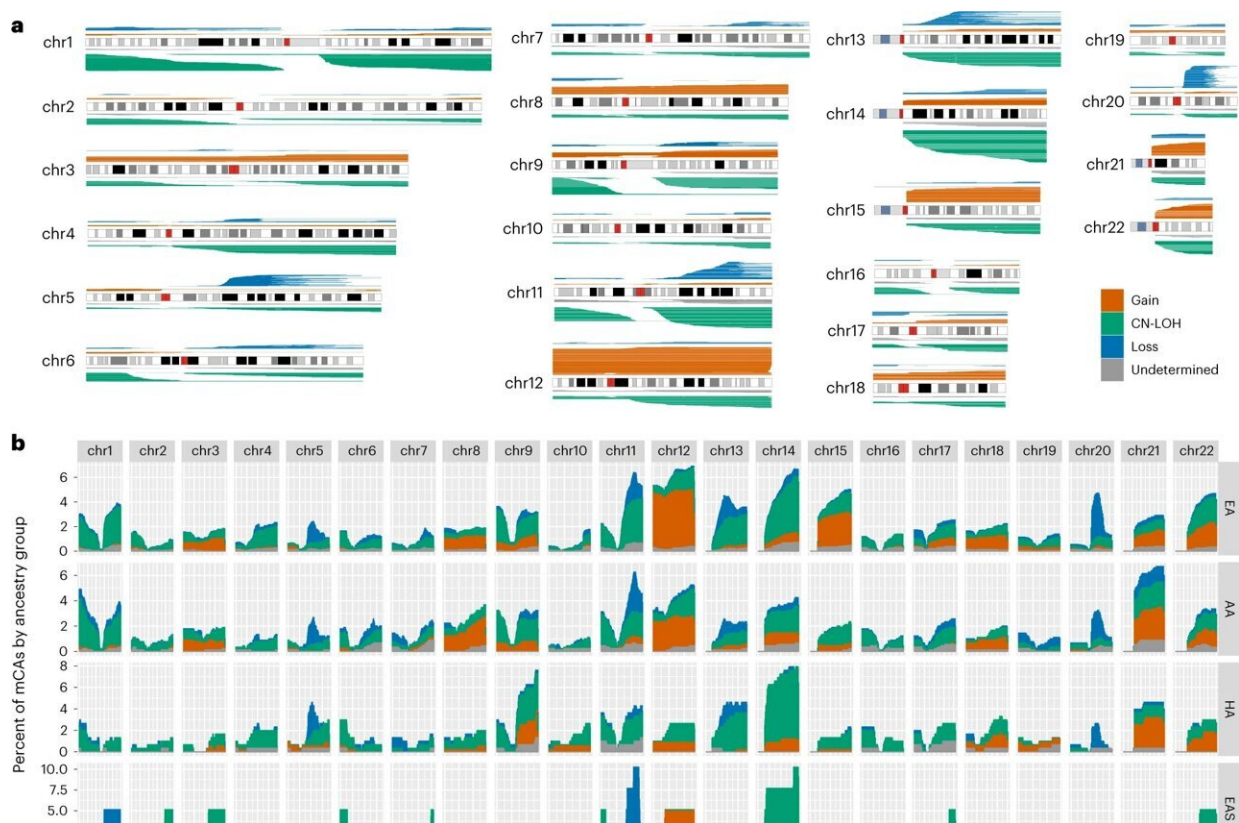 a
chr1
chr2
chr3
chr4
chr5
chr6
chr7
chr8
chr9
chr10
chr11
chr12
chr13
chr14
chr15
chr16
chr17
chr18
chr19
chr20
chr21
chr22
Gain
CN-LOH
Loss
Undetermined
b
chr1 chr2 chr3 chr4 chr5 chr6 chr7 chr8 chr9 chr10 chr11 chr12 chr13 chr14 chr15 chr16 chr17 chr18 chr19 chr20 chr21 chr22
Percent of mCAs by ancestry group
6
4
2
0
EA
6
4
2
0
AA
8
6
4
2
0
HA
10.0
7.5
5.0
EAS